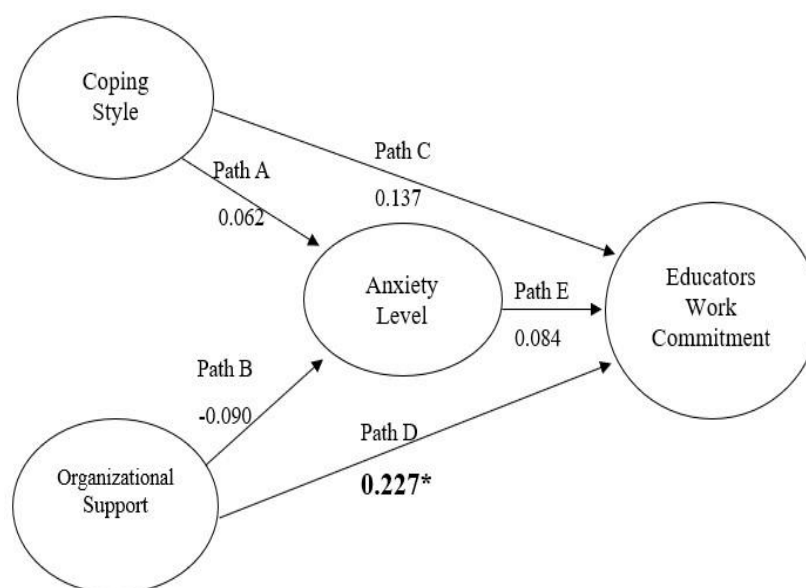 Coping
Style
Path C
0.137
Path A
0.062
Anxiety
Level
Path E
0.084
Educators
Work
Commitment
Path B
-0.090
Path D
0.227*
Organizational
Support